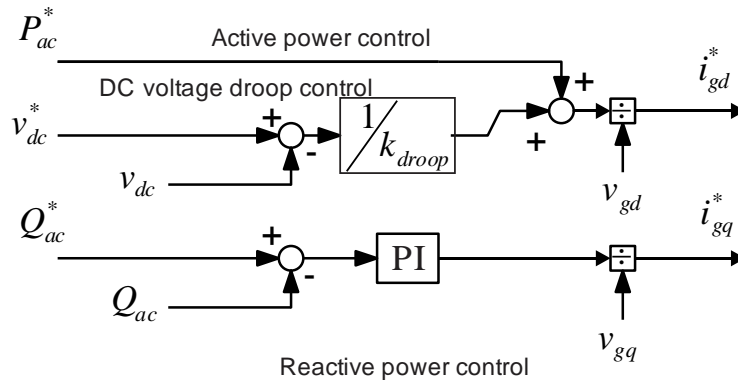 P*ac
Active power control
+
i*gd
DC voltage droop control
v*dc
+
-
1/kdroop
+
÷
vdc
vgd
Q*ac
+
-
PI
÷
i*gq
Qac
vgq
Reactive power control